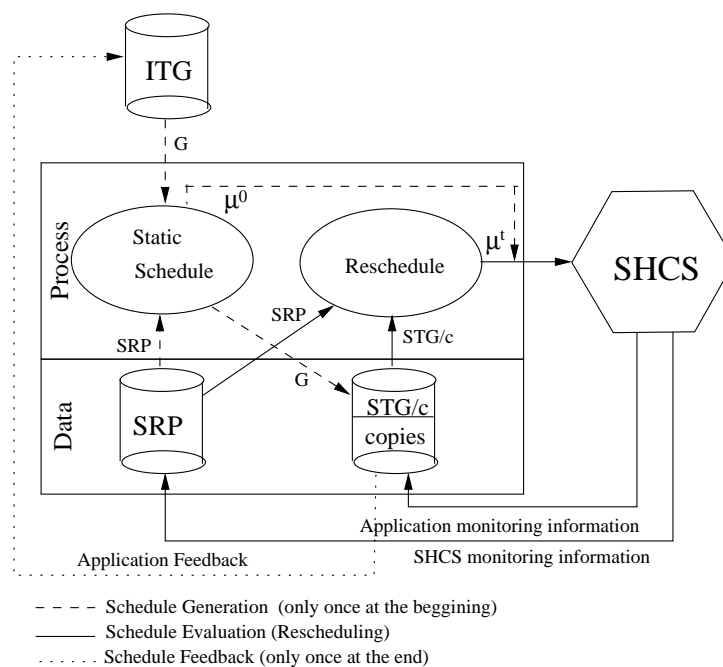 ITG
G
μ⁰
Static
Schedule
Reschedule
μᵗ
SHCS
Process
SRP
SRP
STG/c
G
Data
SRP
STG/c
copies
Application monitoring information
Application Feedback
SHCS monitoring information
Schedule Generation (only once at the beggining)
Schedule Evaluation (Rescheduling)
Schedule Feedback (only once at the end)